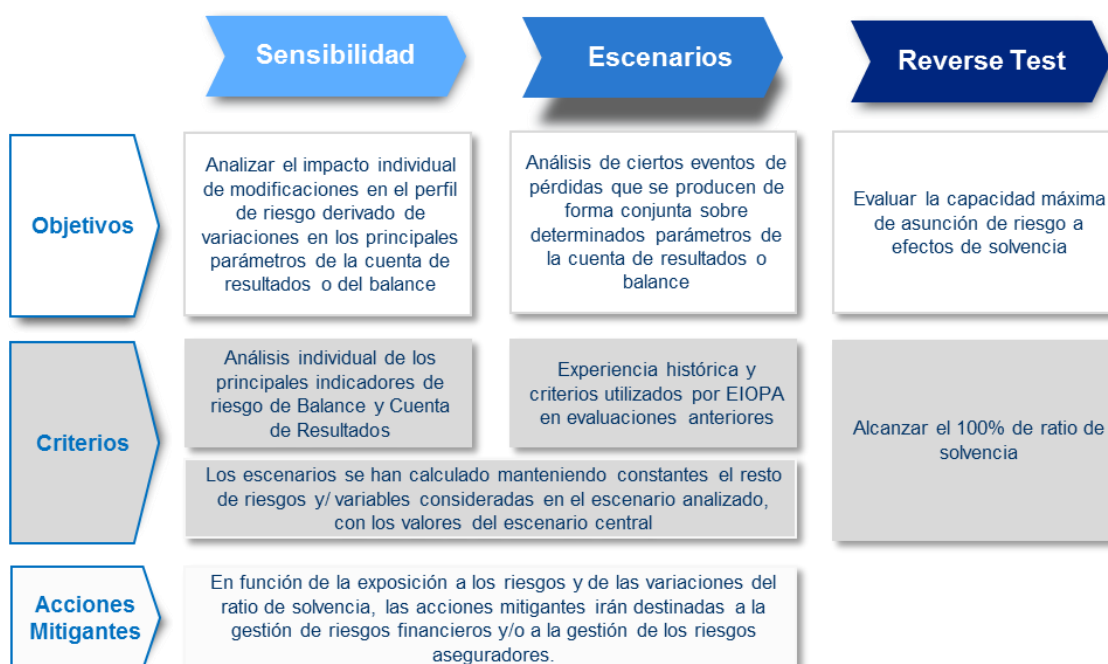 Sensibilidad
Escenarios
Reverse Test
Objetivos
Analizar el impacto individual
de modificaciones en el perfil
de riesgo derivado de
variaciones en los principales
parámetros de la cuenta de
resultados o del balance
Análisis de ciertos eventos de
pérdidas que se producen de
forma conjunta sobre
determinados parámetros de
la cuenta de resultados o
balance
Evaluar la capacidad máxima
de asunción de riesgo a
efectos de solvencia
Criterios
Análisis individual de los
principales indicadores de
riesgo de Balance y Cuenta
de Resultados
Experiencia histórica y
criterios utilizados por EIOPA
en evaluaciones anteriores
Alcanzar el 100% de ratio de
solvencia
Los escenarios se han calculado manteniendo constantes el resto
de riesgos y/ variables consideradas en el escenario analizado,
con los valores del escenario central
Acciones
Mitigantes
En función de la exposición a los riesgos y de las variaciones del
ratio de solvencia, las acciones mitigantes irán destinadas a la
gestión de riesgos financieros y/o a la gestión de los riesgos
aseguradores.